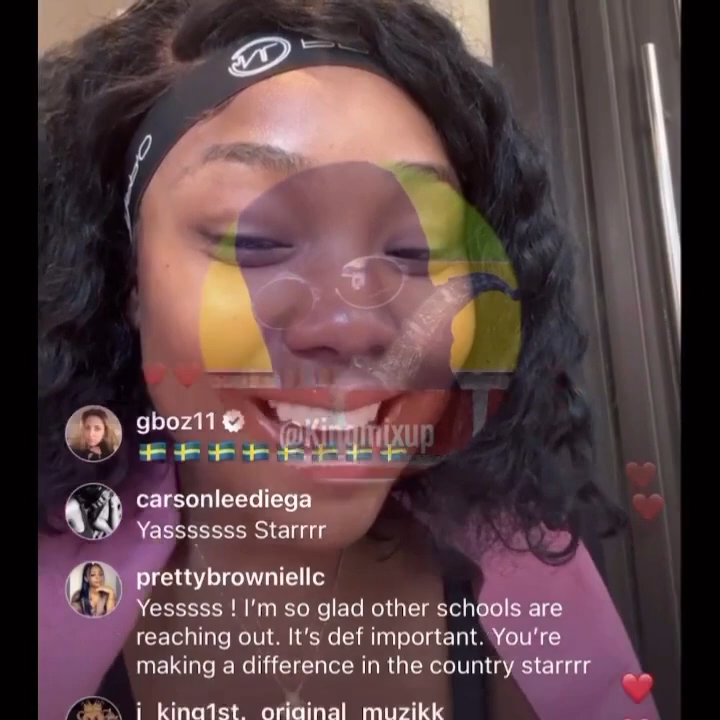 gboz11
🇸🇪🇸🇪🇸🇪🇸🇪🇸🇪🇸🇪🇸🇪🇸🇪
@Kingmixup
carsonleediega
Yasssssss Starrrr
prettybrowniellc
Yesssss ! I’m so glad other schools are
reaching out. It’s def important. You’re
making a difference in the country starrrr
i_king1st._original_muzikk